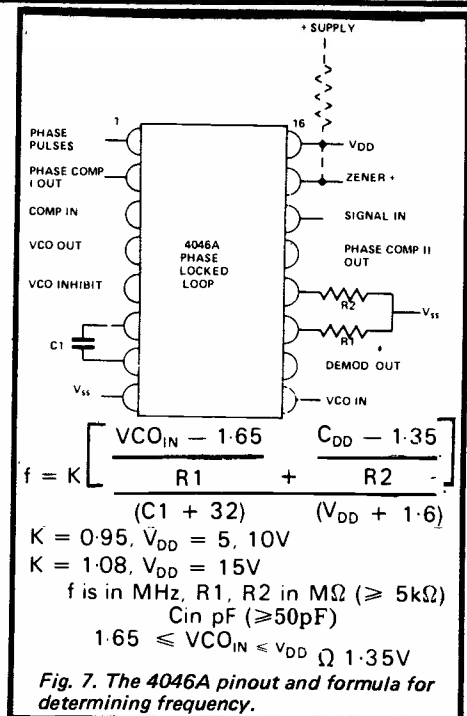 + SUPPLY
1
16
PHASE PULSES
VDD
PHASE COMP I OUT
ZENER +
COMP IN
SIGNAL IN
VCO OUT
4046A PHASE LOCKED LOOP
PHASE COMP II OUT
VCO INHIBIT
R2
Vss
C1
R1
DEMOD OUT
Vss
VCO IN
f = K [ VCOIN − 1·65 / R1 + CDD − 1·35 / R2 ]
(C1 + 32) (VDD + 1·6)
K = 0·95, VDD = 5, 10V
K = 1·08, VDD = 15V
f is in MHz, R1, R2 in MΩ (⩾ 5kΩ)
Cin pF (≥50pF)
1·65 ⩽ VCOIN ⩽ VDD Ω 1·35V
Fig. 7. The 4046A pinout and formula for
determining frequency.